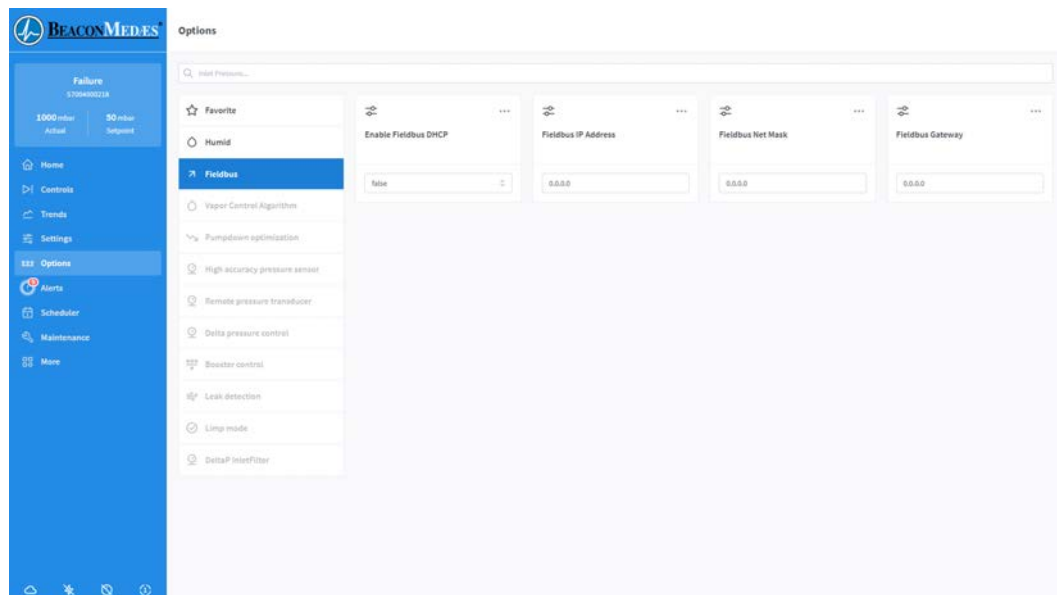 BEACONMEDÆS
Options
Failure
S7004000218
1000 mbar 50 mbar
Actual Setpoint
Home
Controls
Trends
Settings
Options
Alerts
Scheduler
Maintenance
More
Inlet Pressure...
Favorite
Humid
Fieldbus
Vapor Control Algorithm
Pumpdown optimization
High accuracy pressure sensor
Remote pressure transducer
Delta pressure control
Booster control
Leak detection
Limp mode
DeltaP InletFilter
Enable Fieldbus DHCP
false
Fieldbus IP Address
0.0.0.0
Fieldbus Net Mask
0.0.0.0
Fieldbus Gateway
0.0.0.0